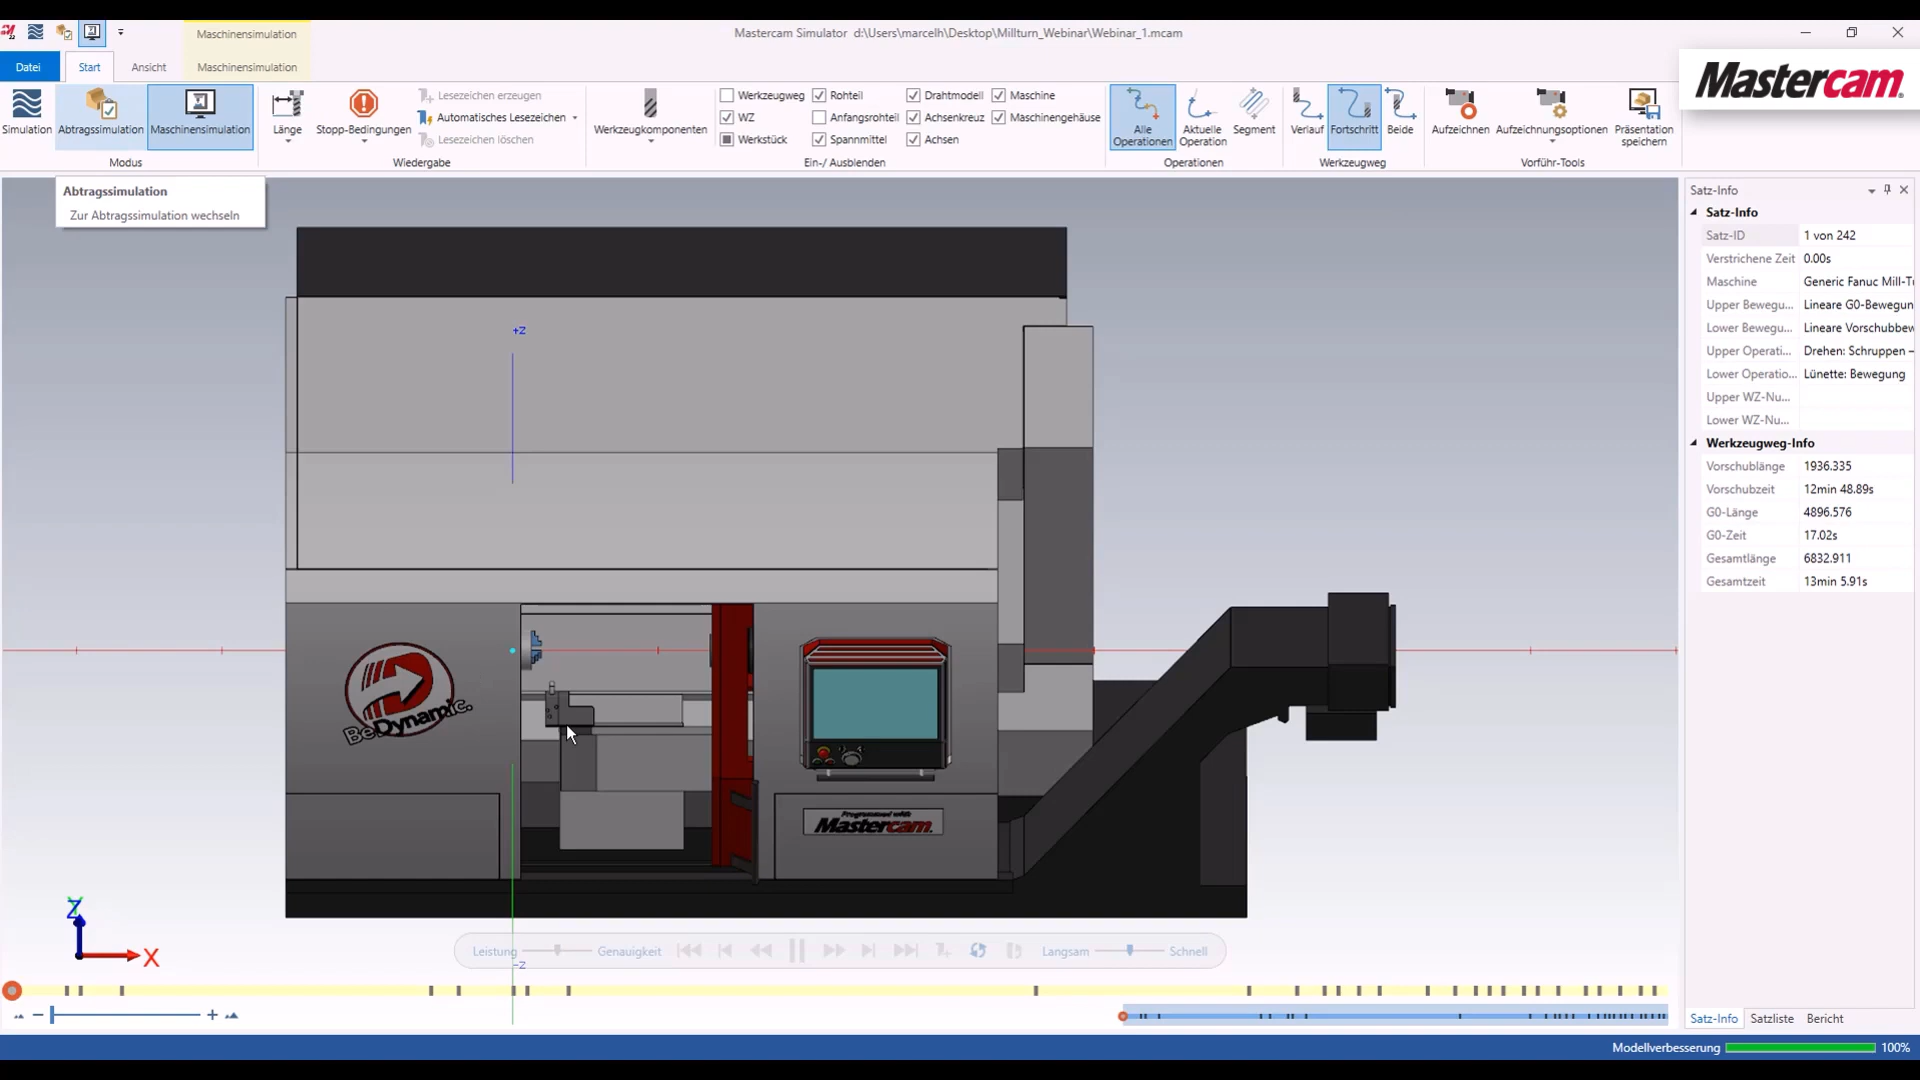 Maschinensimulation
Mastercam Simulator d:\Users\marcelh\Desktop\Millturn_Webinar\Webinar_1.mcam
Datei
Start
Ansicht
Maschinensimulation
Mastercam.
Simulation
Abtragssimulation
Maschinensimulation
Modus
Länge
Stopp-Bedingungen
Lesezeichen erzeugen
Automatisches Lesezeichen
Lesezeichen löschen
Wiedergabe
Werkzeugkomponenten
Werkzeugweg
WZ
Werkstück
Rohteil
Anfangsrohteil
Spannmittel
Drahtmodell
Achsenkreuz
Achsen
Maschine
Maschinengehäuse
Ein-/ Ausblenden
Alle Operationen
Aktuelle Operation
Segment
Operationen
Verlauf
Fortschritt
Beide
Werkzeugweg
Aufzeichnen
Aufzeichnungsoptionen
Präsentation speichern
Vorführ-Tools
Abtragssimulation
Zur Abtragssimulation wechseln
+Z
BeDynamic.
Programmed with
Mastercam.
-Z
Z
Y
X
Leistung
Genauigkeit
Langsam
Schnell
Satz-Info
Satz-Info
Satz-ID 1 von 242
Verstrichene Zeit 0.00s
Maschine Generic Fanuc Mill-Tu
Upper Bewegu... Lineare G0-Bewegun
Lower Bewegu... Lineare Vorschubbew
Upper Operati... Drehen: Schruppen –
Lower Operatio... Lünette: Bewegung
Upper WZ-Nu...
Lower WZ-Nu...
Werkzeugweg-Info
Vorschublänge 1936.335
Vorschubzeit 12min 48.89s
G0-Länge 4896.576
G0-Zeit 17.02s
Gesamtlänge 6832.911
Gesamtzeit 13min 5.91s
Satz-Info
Satzliste
Bericht
Modellverbesserung 100%